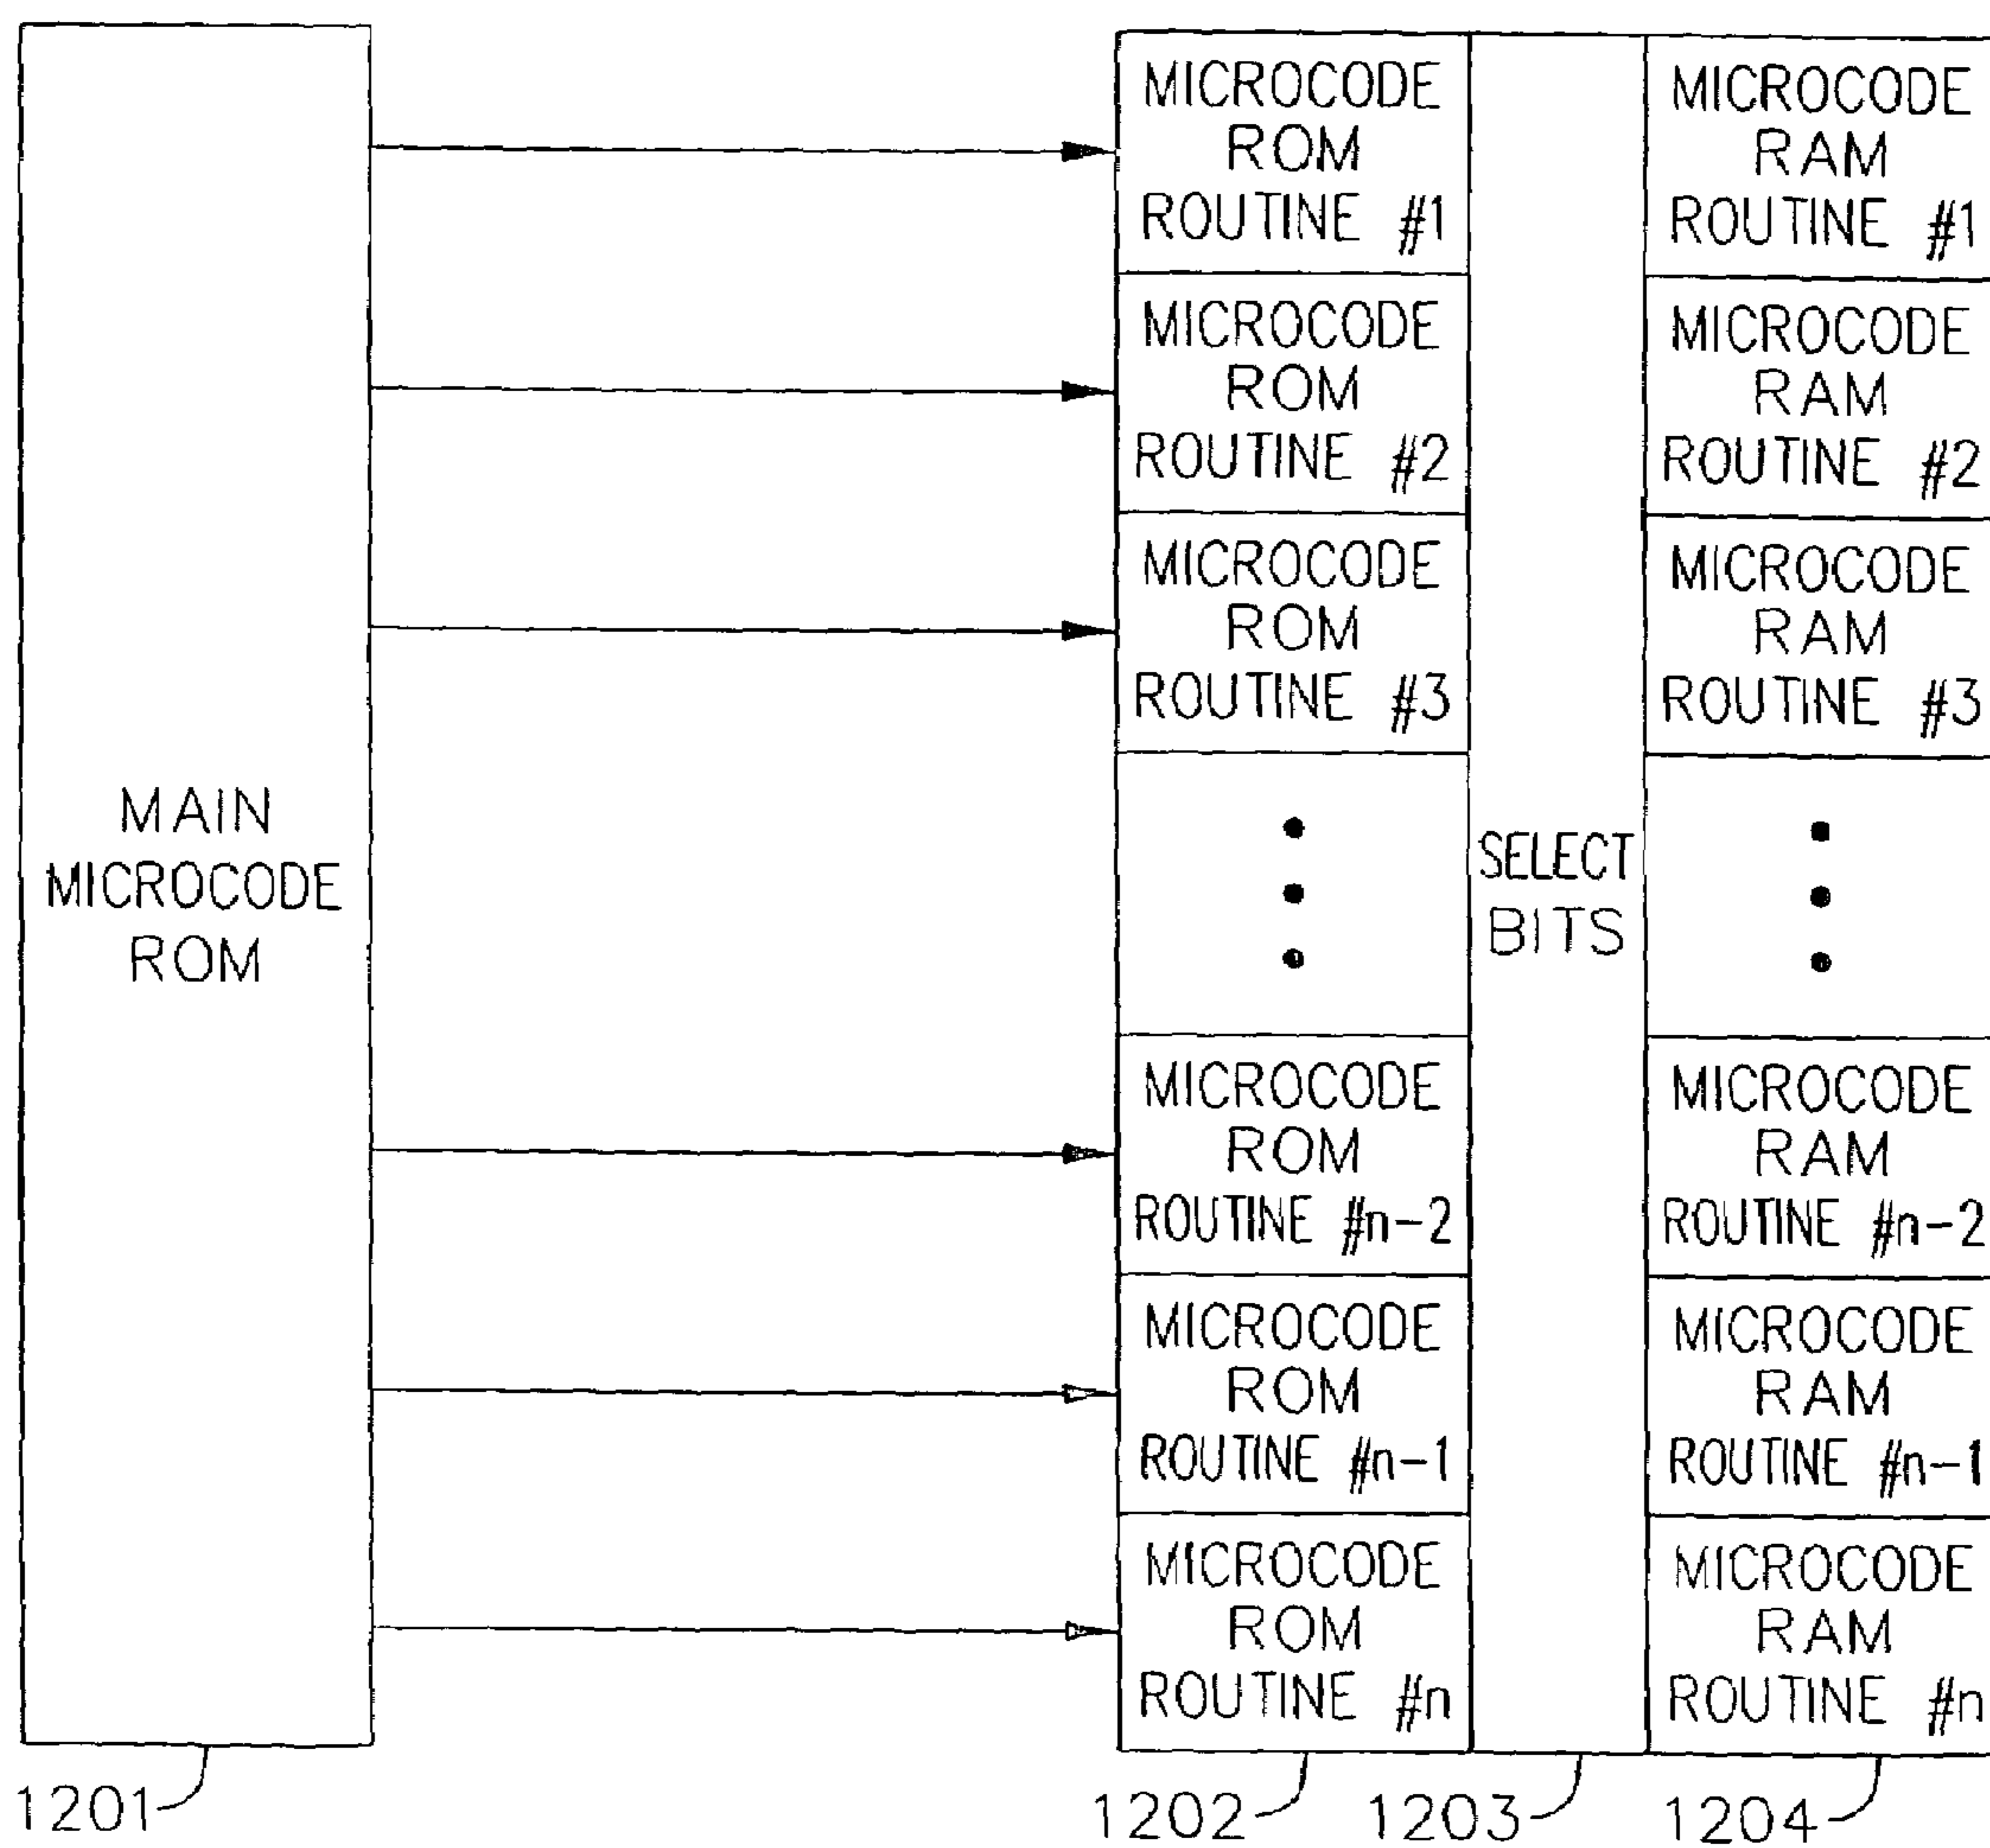 MAIN
MICROCODE
ROM
1201
MICROCODE
ROM
ROUTINE #1
MICROCODE
ROM
ROUTINE #2
MICROCODE
ROM
ROUTINE #3
MICROCODE
ROM
ROUTINE #n-2
MICROCODE
ROM
ROUTINE #n-1
MICROCODE
ROM
ROUTINE #n
1202
SELECT
BITS
1203
MICROCODE
RAM
ROUTINE #1
MICROCODE
RAM
ROUTINE #2
MICROCODE
RAM
ROUTINE #3
MICROCODE
RAM
ROUTINE #n-2
MICROCODE
RAM
ROUTINE #n-1
MICROCODE
RAM
ROUTINE #n
1204